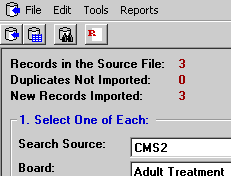 File Edit Tools Reports
R
Records in the Source File: 3
Duplicates Not Imported: 0
New Records Imported: 3
1. Select One of Each:
Search Source: CMS2
Board: Adult Treatment